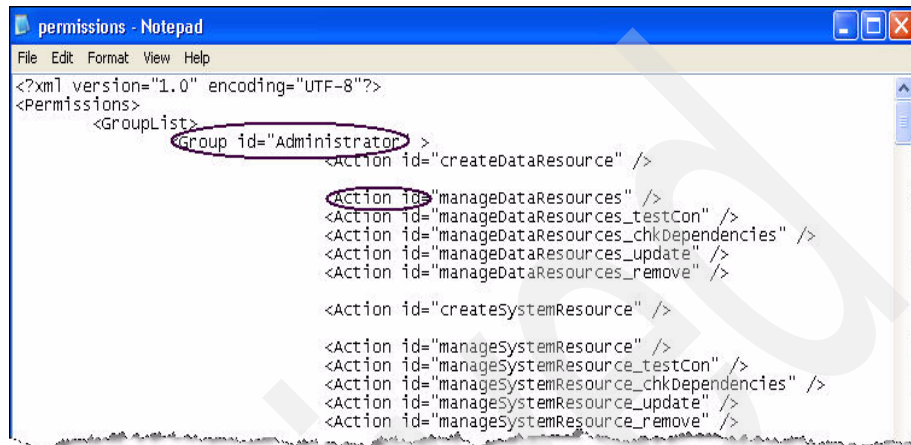 permissions - Notepad
File Edit Format View Help
<?xml version="1.0" encoding="UTF-8"?>
<Permissions>
<GroupList>
<Group id="Administrator" >
<Action id="createDataResource" />
<Action id="manageDataResources" />
<Action id="manageDataResources_testCon" />
<Action id="manageDataResources_chkDependencies" />
<Action id="manageDataResources_update" />
<Action id="manageDataResources_remove" />
<Action id="createSystemResource" />
<Action id="manageSystemResource" />
<Action id="manageSystemResource_testCon" />
<Action id="manageSystemResource_chkDependencies" />
<Action id="manageSystemResource_update" />
<Action id="manageSystemResource_remove" />